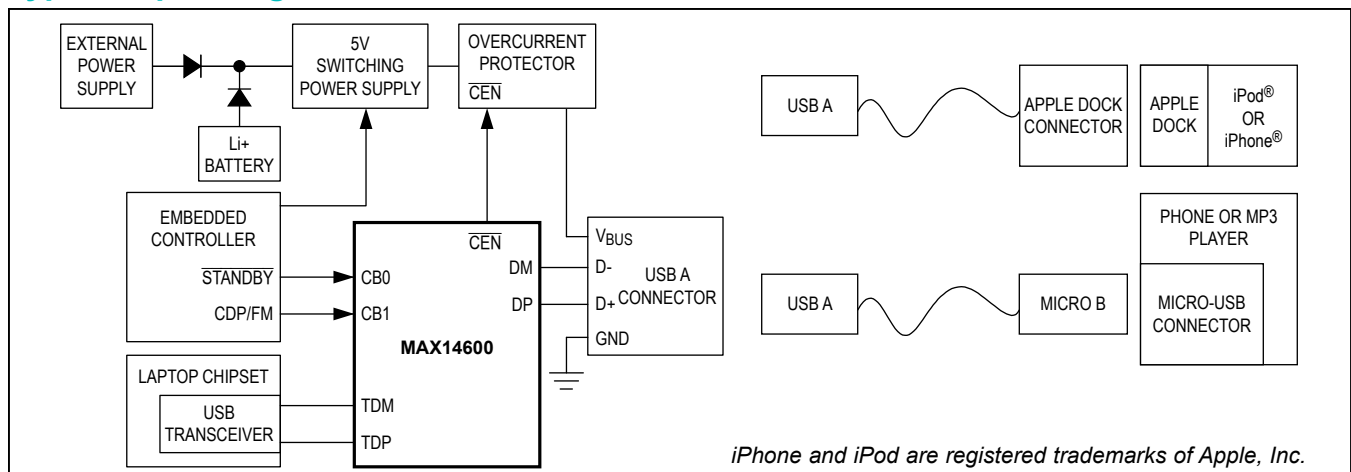 EXTERNAL
POWER
SUPPLY
5V
SWITCHING
POWER SUPPLY
OVERCURRENT
PROTECTOR
CEN
Li+
BATTERY
EMBEDDED
CONTROLLER
STANDBY
CDP/FM
LAPTOP CHIPSET
USB
TRANSCEIVER
CEN
CB0
CB1
DM
DP
MAX14600
TDM
TDP
VBUS
D-
D+
GND
USB A
CONNECTOR
USB A
APPLE DOCK
CONNECTOR
APPLE
DOCK
iPod®
OR
iPhone®
USB A
MICRO B
PHONE OR MP3
PLAYER
MICRO-USB
CONNECTOR
iPhone and iPod are registered trademarks of Apple, Inc.